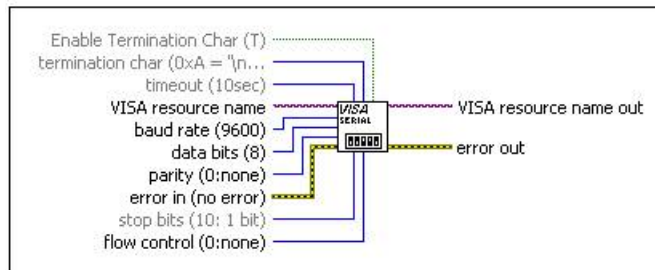 Enable Termination Char (T)
termination char (0xA = '\n...
timeout (10sec)
VISA resource name
VISA resource name out
VISA
SERIAL
baud rate (9600)
data bits (8)
error out
parity (0:none)
error in (no error)
stop bits (10: 1 bit)
flow control (0:none)